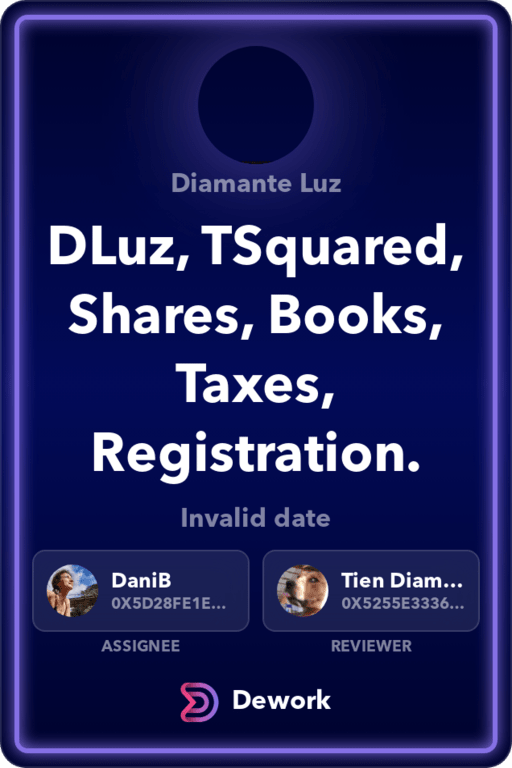 Diamante Luz
DLuz, TSquared,
Shares, Books,
Taxes,
Registration.
Invalid date
DaniB
0X5D28FE1E...
Tien Diam...
0X5255E3336...
ASSIGNEE
REVIEWER
Dework